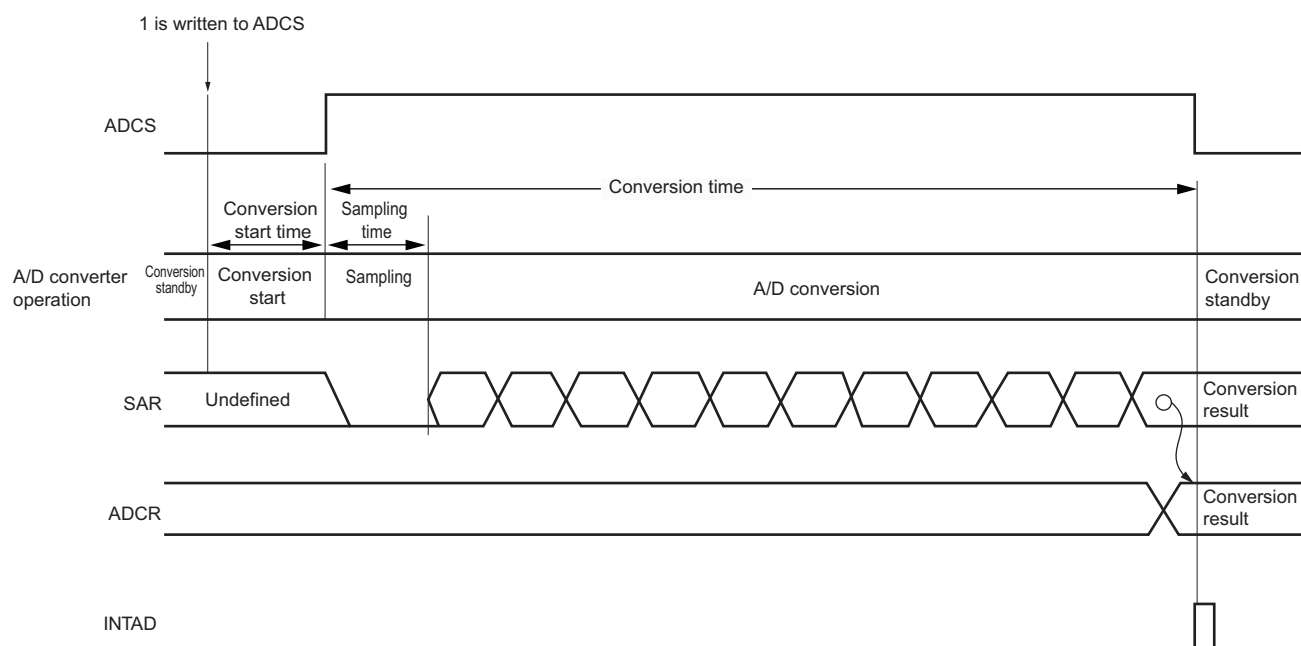 1 is written to ADCS
ADCS
Conversion time
Conversion
start time
Sampling
time
A/D converter
operation
Conversion
standby
Conversion
start
Sampling
A/D conversion
Conversion
standby
SAR
Undefined
Conversion
result
ADCR
Conversion
result
INTAD